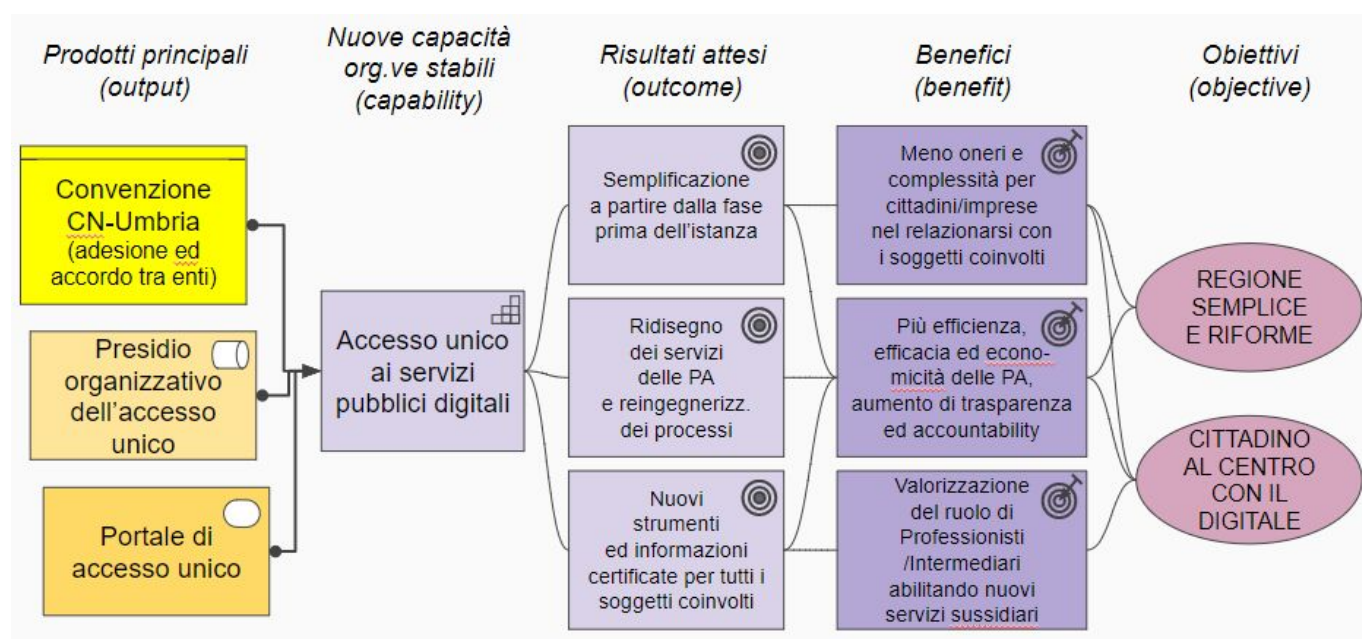 Prodotti principali
(output)
Nuove capacità
org.ve stabili
(capability)
Risultati attesi
(outcome)
Benefici
(benefit)
Obiettivi
(objective)
Convenzione
CN-Umbria
(adesione ed
accordo tra enti)
Presidio
organizzativo
dell'accesso
unico
Portale di
accesso unico
Accesso unico
ai servizi
pubblici digitali
Semplificazione
a partire dalla fase
prima dell'istanza
Ridisegno
dei servizi
delle PA
e reingegnerizz.
dei processi
Nuovi
strumenti
ed informazioni
certificate per tutti i
soggetti coinvolti
Meno oneri e
complessità per
cittadini/imprese
nel relazionarsi con
i soggetti coinvolti
Più efficienza,
efficacia ed econo-
micità delle PA,
aumento di trasparenza
ed accountability
Valorizzazione
del ruolo di
Professionisti
/Intermediari
abilitando nuovi
servizi sussidiari
REGIONE
SEMPLICE
E RIFORME
CITTADINO
AL CENTRO
CON IL
DIGITALE